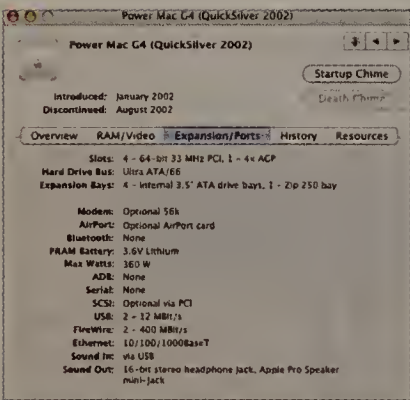 Power Mac G4 (QuickSilver 2002)
Power Mac G4 (QuickSilver 2002)
Startup Chime
Introduced: January 2002
Death Chime
Discontinued: August 2002
Overview RAM/Video Expansion/Ports History Resources
Slots: 4 - 64-bit 33 MHz PCI, 1 - 4x AGP
Hard Drive Bus: Ultra ATA/66
Expansion Bays: 4 - internal 3.5" ATA drive bays, 1 - Zip 250 bay
Modem: Optional 56k
AirPort: Optional AirPort card
Bluetooth: None
PRAM Battery: 3.6V Lithium
Max Watts: 360 W
ADB: None
Serial: None
SCSI: Optional via PCI
USB: 2 - 12 MBit/s
FireWire: 2 - 400 MBit/s
Ethernet: 10/100/1000BaseT
Sound In: via USB
Sound Out: 16-bit stereo headphone jack, Apple Pro Speaker
mini-jack